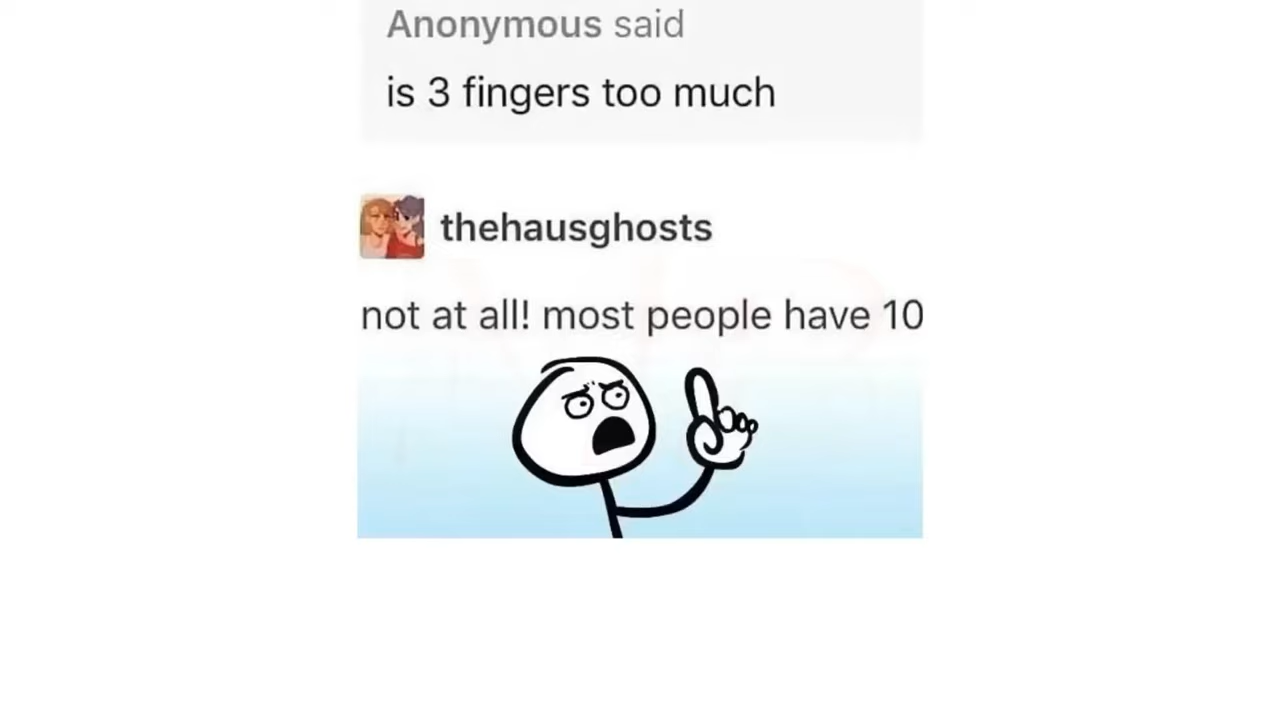 Anonymous said
is 3 fingers too much
thehausghosts
not at all! most people have 10